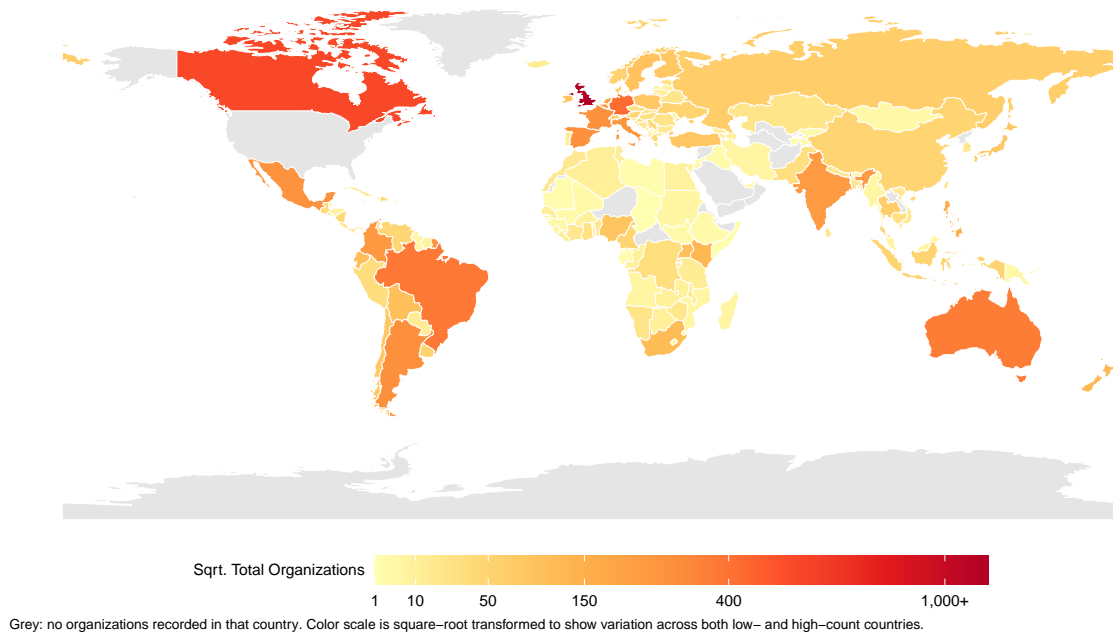 Sqrt. Total Organizations
1 10 50 150 400 1,000+
Grey: no organizations recorded in that country. Color scale is square−root transformed to show variation across both low− and high−count countries.